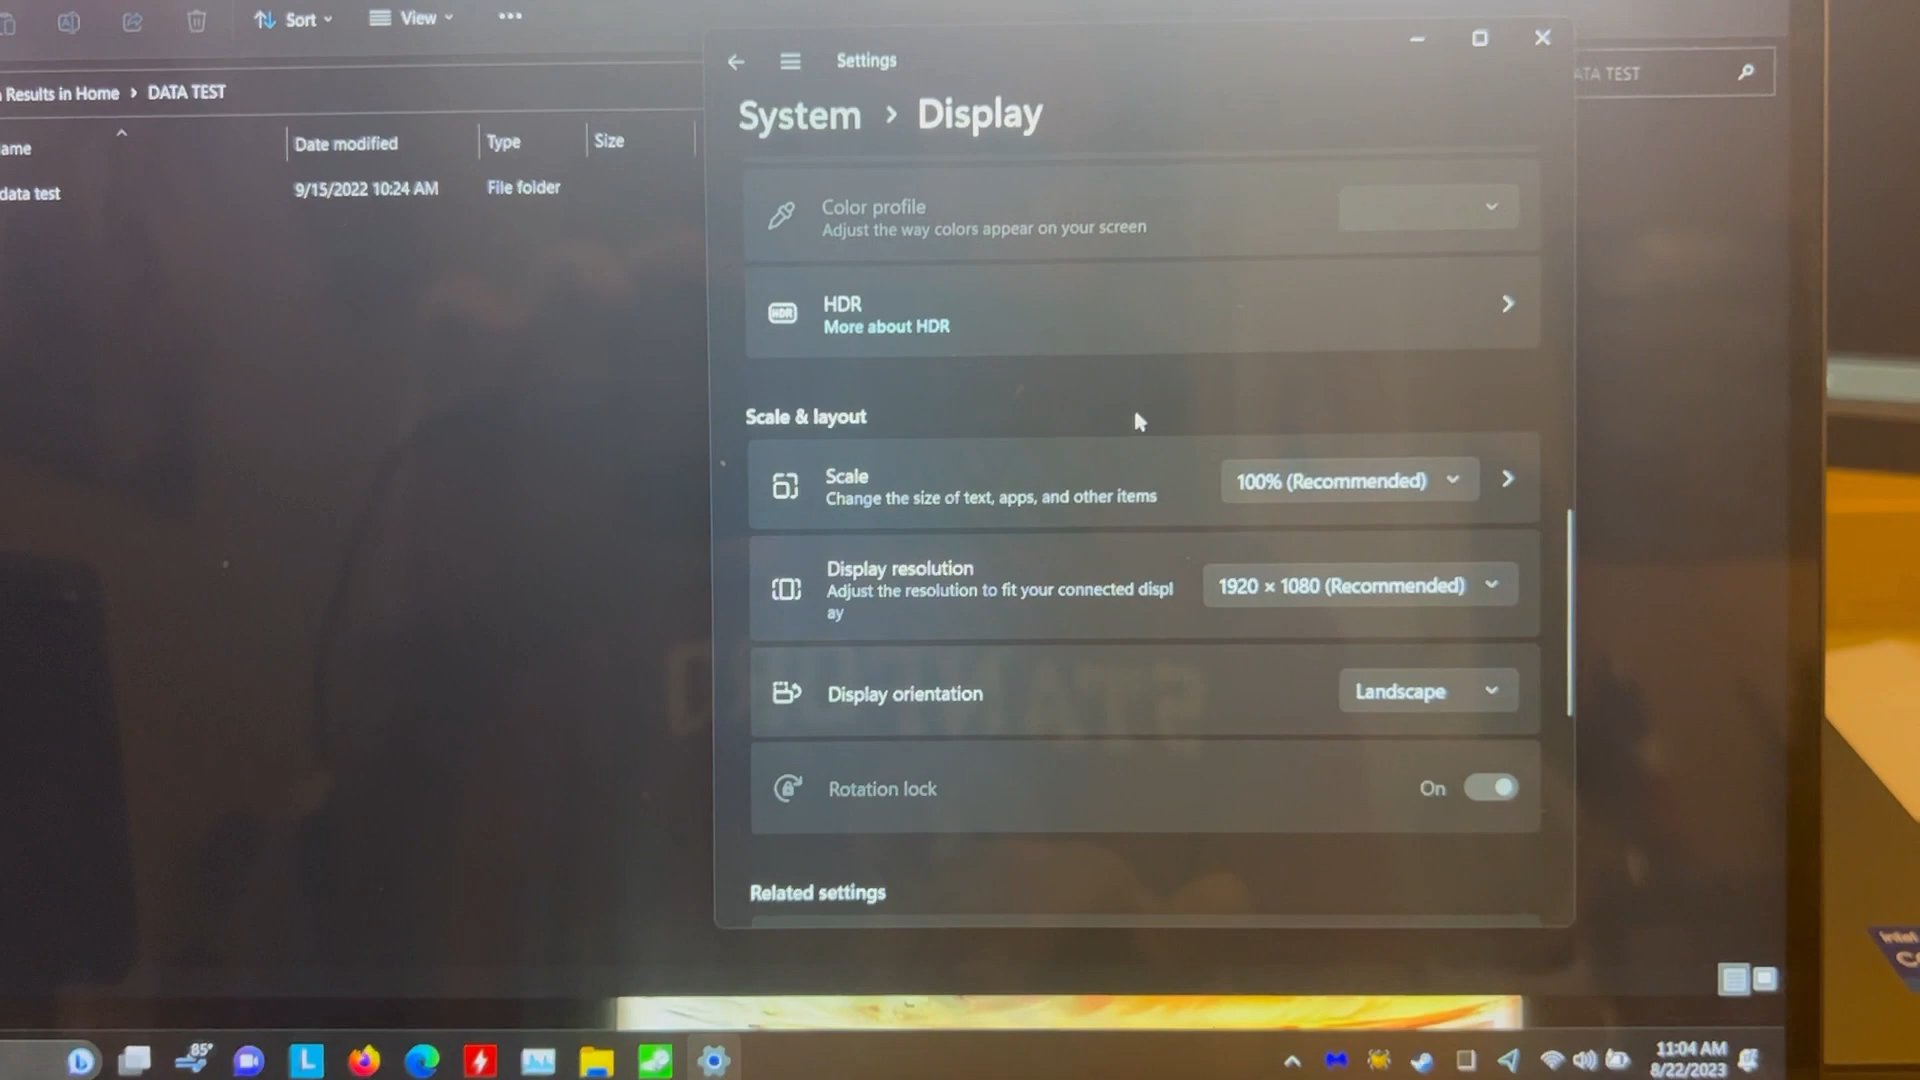 Sort
View
Results in Home > DATA TEST
ATA TEST
ame
Date modified
Type
Size
data test
9/15/2022 10:24 AM
File folder
Settings
System > Display
Color profile
Adjust the way colors appear on your screen
HDR
HDR
More about HDR
Scale & layout
Scale
Change the size of text, apps, and other items
100% (Recommended)
Display resolution
Adjust the resolution to fit your connected displ
ay
1920 × 1080 (Recommended)
Display orientation
Landscape
Rotation lock
On
Related settings
intel
85°
L
11:04 AM
8/22/2023